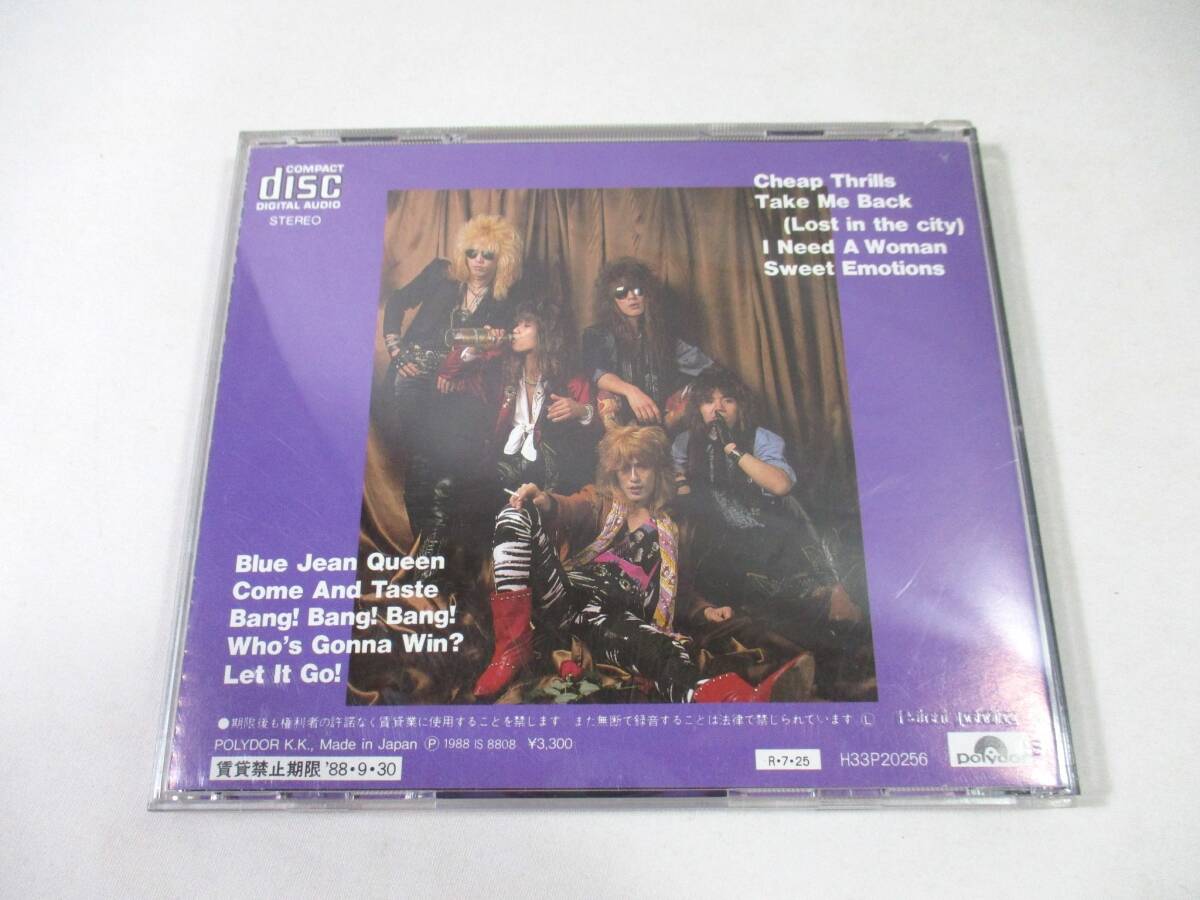 COMPACT
disc
DIGITAL AUDIO
STEREO
Cheap Thrills
Take Me Back
(Lost in the city)
I Need A Woman
Sweet Emotions
Blue Jean Queen
Come And Taste
Bang! Bang! Bang!
Who's Gonna Win?
Let It Go!
●期限後も権利者の許諾なく賃貸業に使用することを禁じます また無断で録音することは法律で禁じられています Ⓛ
POLYDOR K.K., Made in Japan Ⓟ 1988 IS 8808 ¥3,300
賃貸禁止期限 '88・9・30
R・7・25
H33P20256
polydor